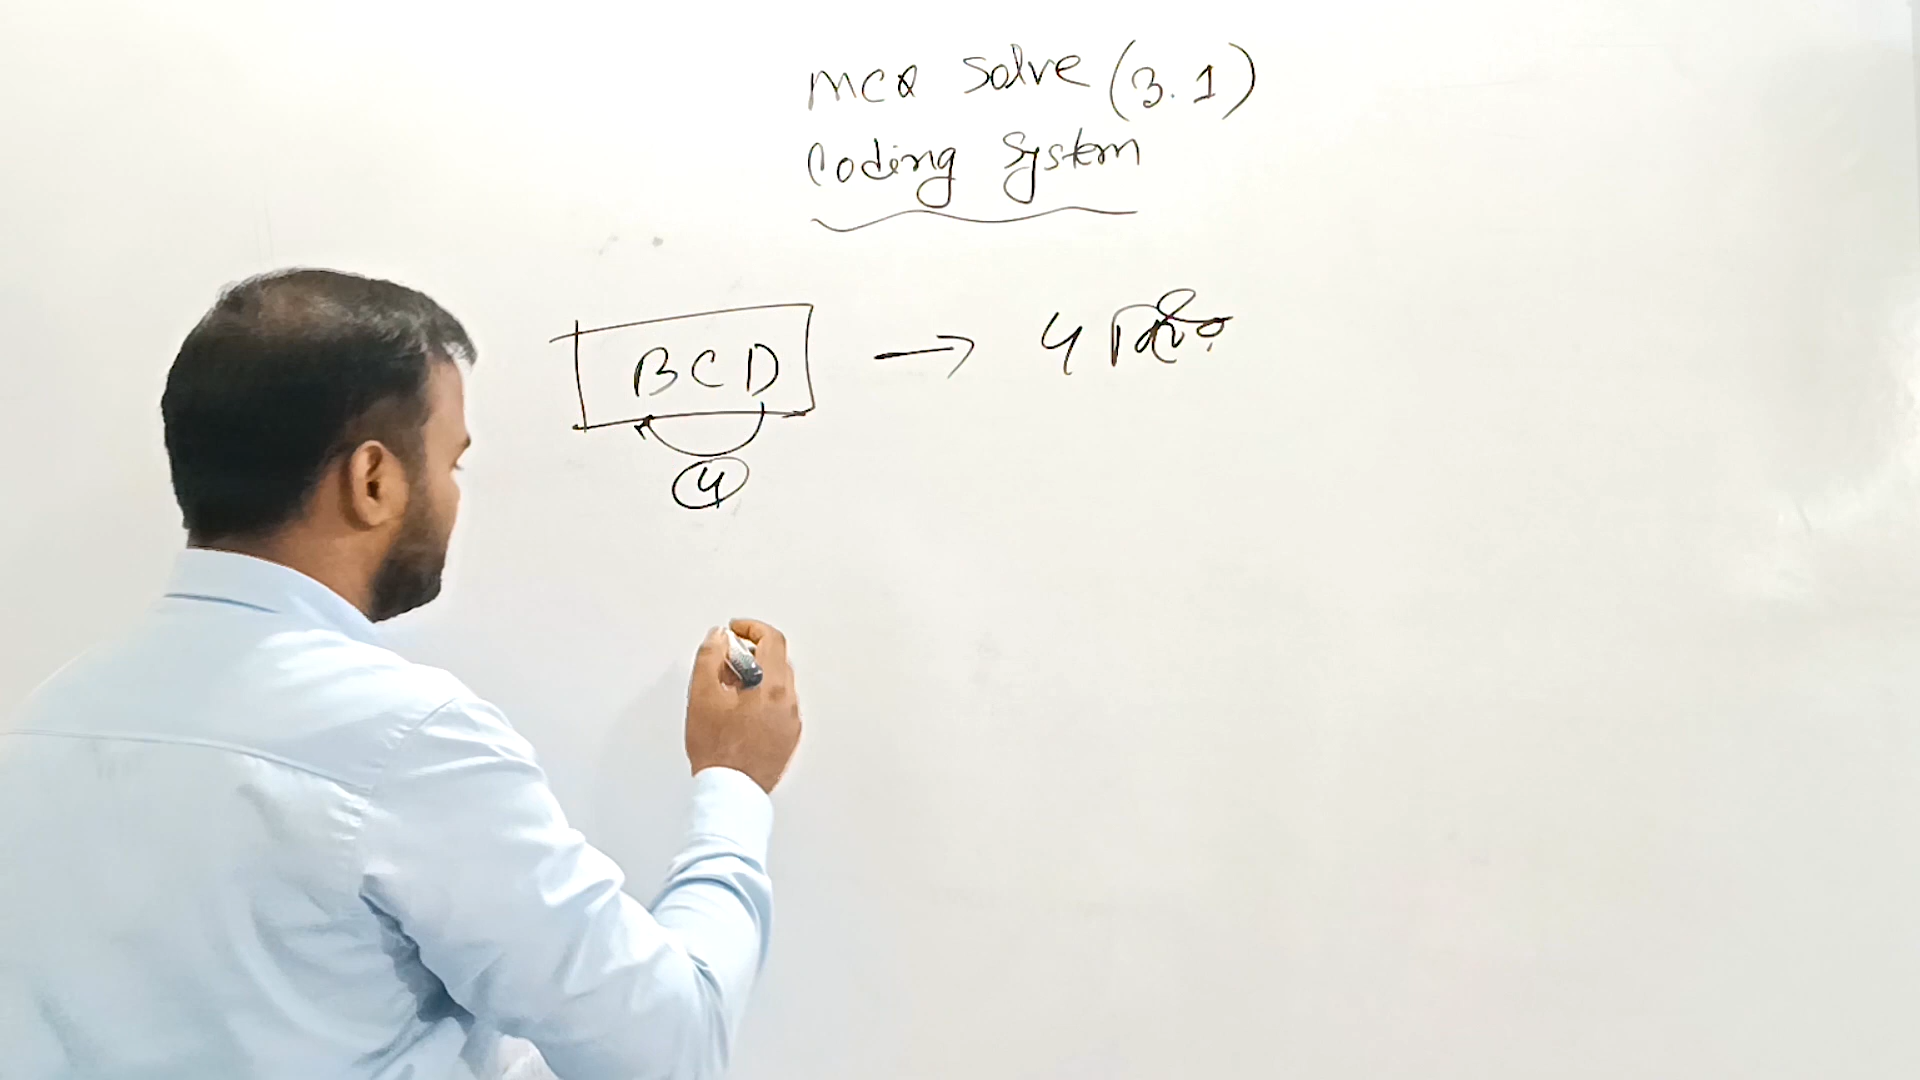 MCQ Solve (3.1)
Coding System
BCD → 4 বিট
4